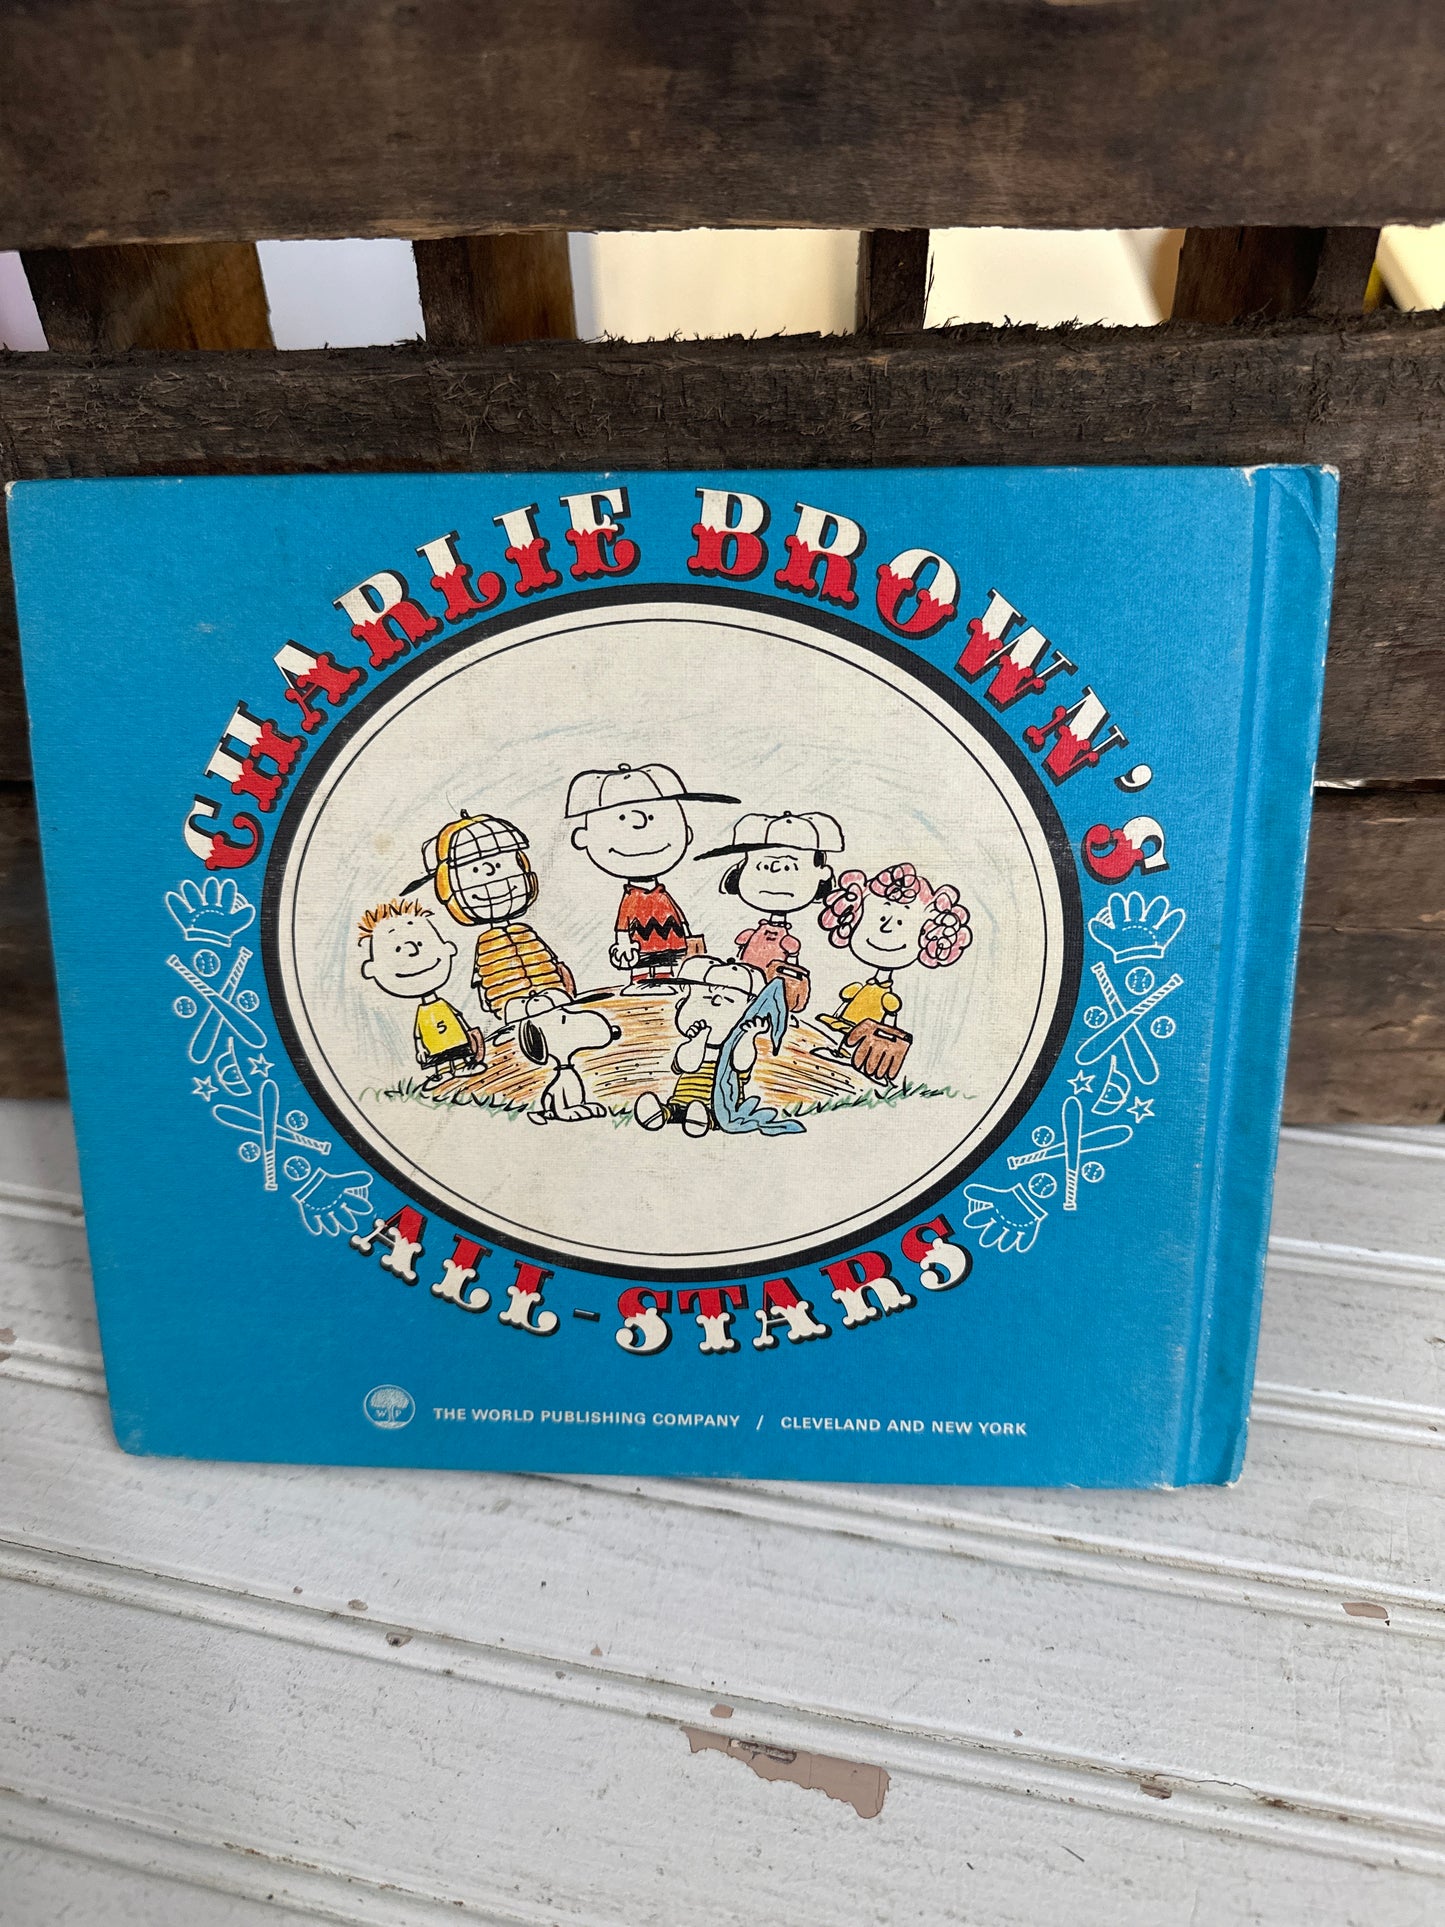 CHARLIE BROWN'S
5
ALL-STARS
W P
THE WORLD PUBLISHING COMPANY / CLEVELAND AND NEW YORK